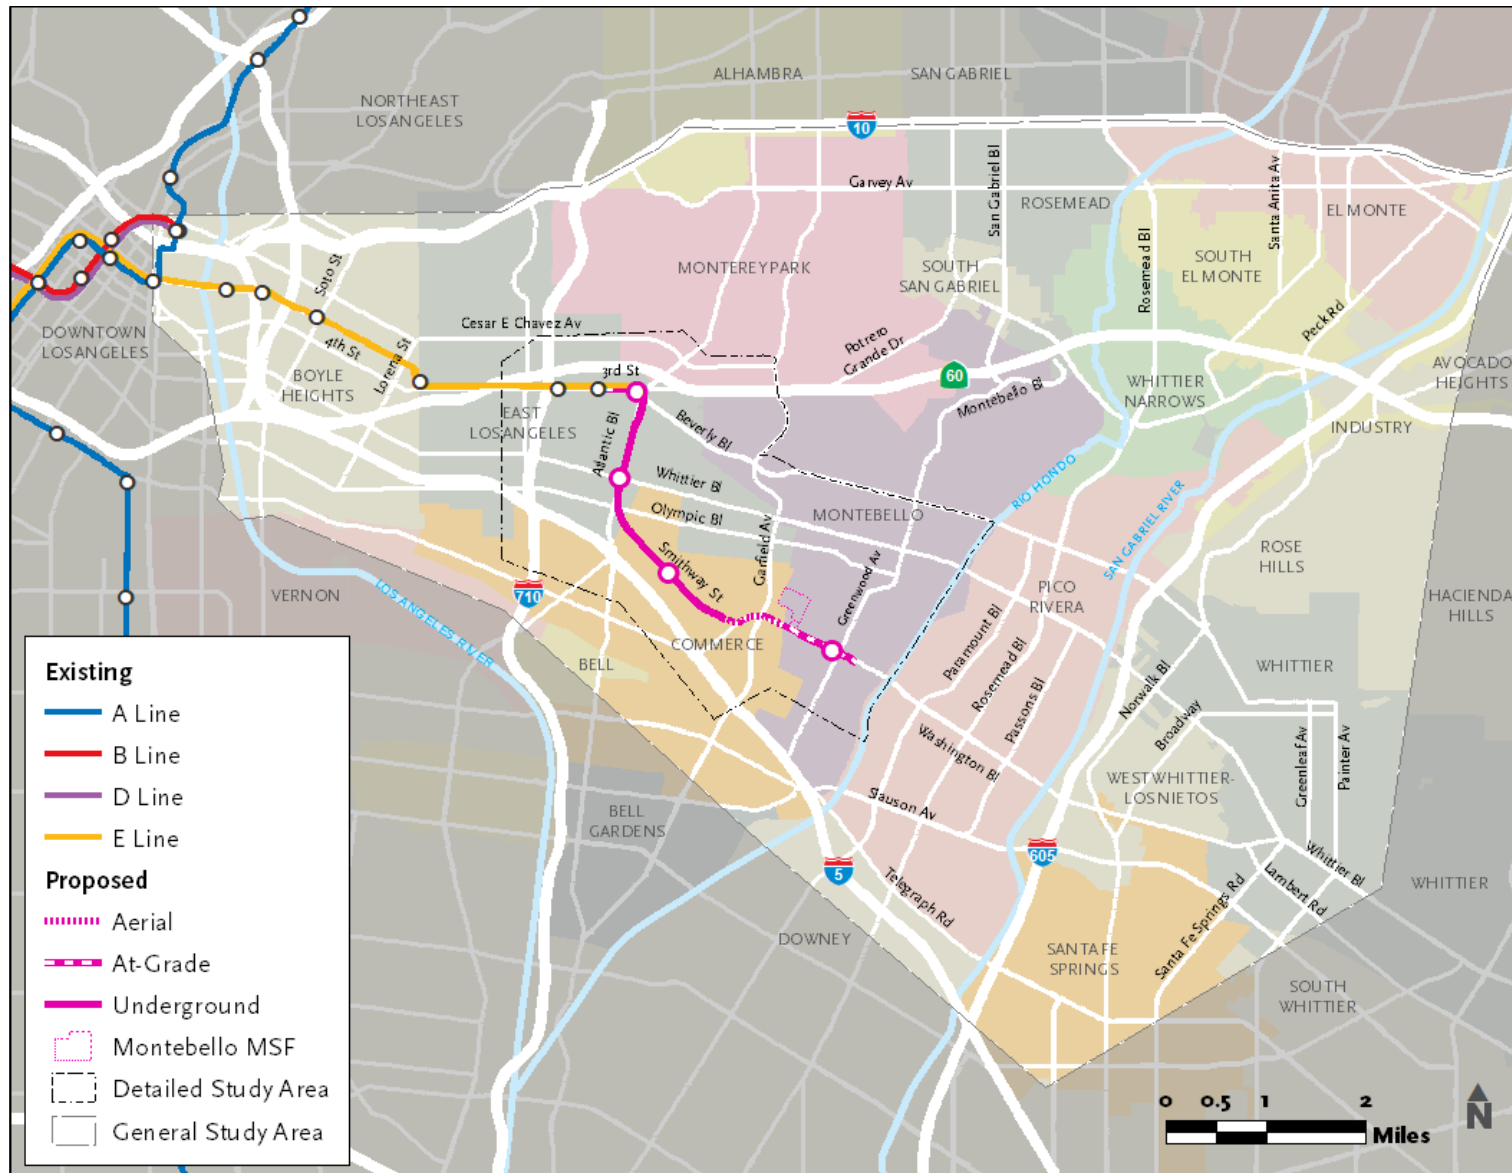 ALHAMBRA
SAN GABRIEL
NORTHEAST
LOS ANGELES
10
Garvey Av
San Gabriel Bl
ROSEMEAD
Santa Anita Av
EL MONTE
Soto St
MONTEREY PARK
SOUTH
SAN GABRIEL
Rosemead Bl
SOUTH
EL MONTE
DOWNTOWN
LOS ANGELES
4th St
Lorena St
Cesar E Chavez Av
Potrero
Grande Dr
Peck Rd
BOYLE
HEIGHTS
3rd St
60
Montebello Bl
WHITTIER
NARROWS
AVOCADO
HEIGHTS
EAST
LOS ANGELES
Atlantic Bl
Beverly Bl
INDUSTRY
Whittier Bl
Olympic Bl
MONTEBELLO
RIO HONDO
SAN GABRIEL RIVER
Smithway St
Garfield Av
Greenwood Av
ROSE
HILLS
VERNON
LOS ANGELES RIVER
710
PICO
RIVERA
HACIENDA
HILLS
BELL
COMMERCE
Paramount Bl
Rosemead Bl
Passons Bl
WHITTIER
Norwalk Bl
Broadway
Washington Bl
Greenleaf Av
Painter Av
WEST WHITTIER-
LOS NIETOS
Slauson Av
BELL
GARDENS
5
605
Whittier Bl
Lambert Rd
WHITTIER
Telegraph Rd
DOWNEY
Santa Fe Springs Rd
SANTA FE
SPRINGS
SOUTH
WHITTIER
Existing
A Line
B Line
D Line
E Line
Proposed
Aerial
At-Grade
Underground
Montebello MSF
Detailed Study Area
General Study Area
0 0.5 1 2
Miles
N